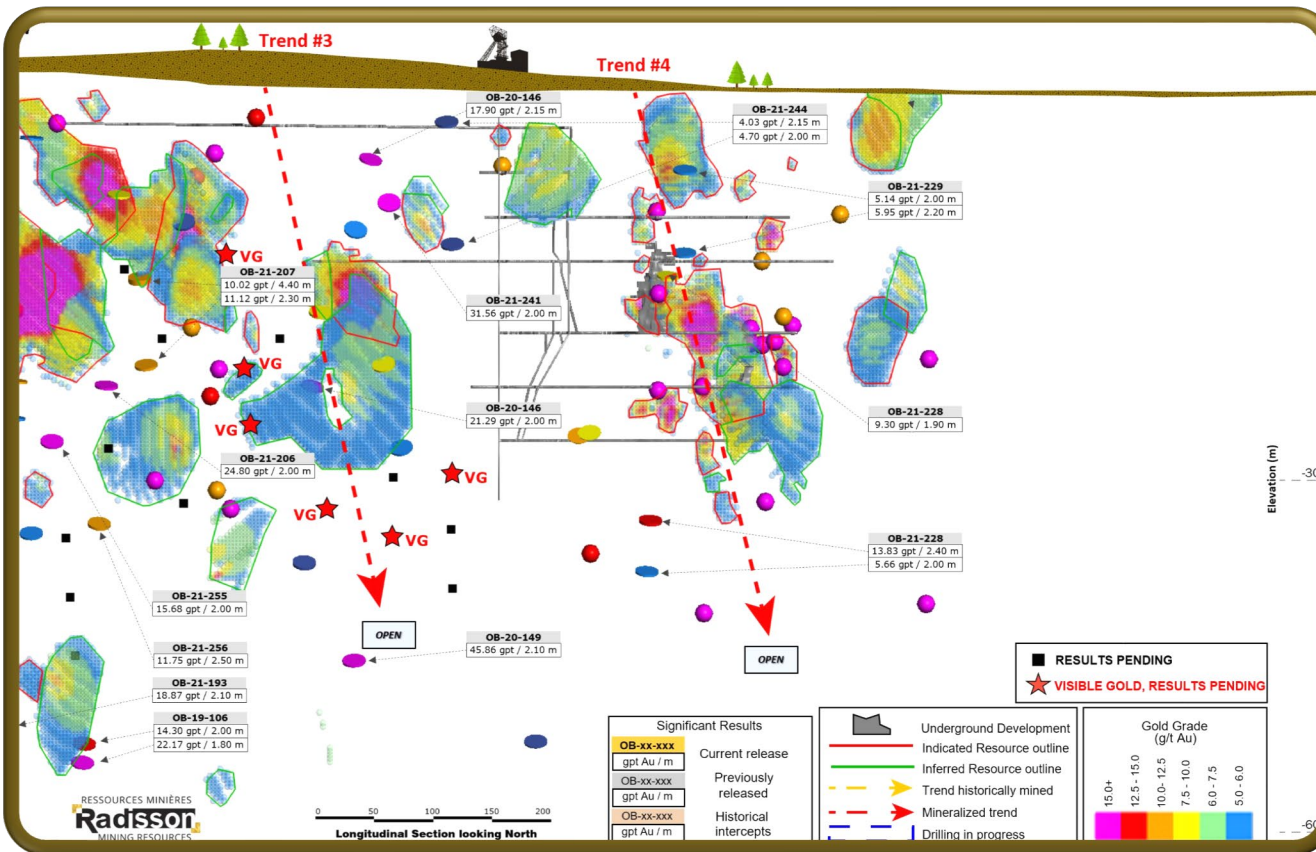 Trend #3
Trend #4
OB-20-146
17.90 gpt / 2.15 m
OB-21-244
4.03 gpt / 2.15 m
4.70 gpt / 2.00 m
OB-21-229
5.14 gpt / 2.00 m
5.95 gpt / 2.20 m
VG
OB-21-207
10.02 gpt / 4.40 m
11.12 gpt / 2.30 m
OB-21-241
31.56 gpt / 2.00 m
VG
OB-20-146
21.29 gpt / 2.00 m
OB-21-228
9.30 gpt / 1.90 m
VG
OB-21-206
24.80 gpt / 2.00 m
VG
VG
VG
Elevation (m)
-30
OB-21-228
13.83 gpt / 2.40 m
5.66 gpt / 2.00 m
OB-21-255
15.68 gpt / 2.00 m
OPEN
OB-20-149
45.86 gpt / 2.10 m
OPEN
OB-21-256
11.75 gpt / 2.50 m
OB-21-193
18.87 gpt / 2.10 m
OB-19-106
14.30 gpt / 2.00 m
22.17 gpt / 1.80 m
RESULTS PENDING
VISIBLE GOLD, RESULTS PENDING
Significant Results
OB-xx-xxx
gpt Au / m
Current release
OB-xx-xxx
gpt Au / m
Previously
released
OB-xx-xxx
gpt Au / m
Historical
intercepts
Underground Development
Indicated Resource outline
Inferred Resource outline
Trend historically mined
Mineralized trend
Drilling in progress
Gold Grade
(g/t Au)
15.0+
12.5 - 15.0
10.0 - 12.5
7.5 - 10.0
6.0 - 7.5
5.0 - 6.0
-60
RESSOURCES MINIÈRES
Radisson
MINING RESOURCES
0 50 100 150 200
Longitudinal Section looking North